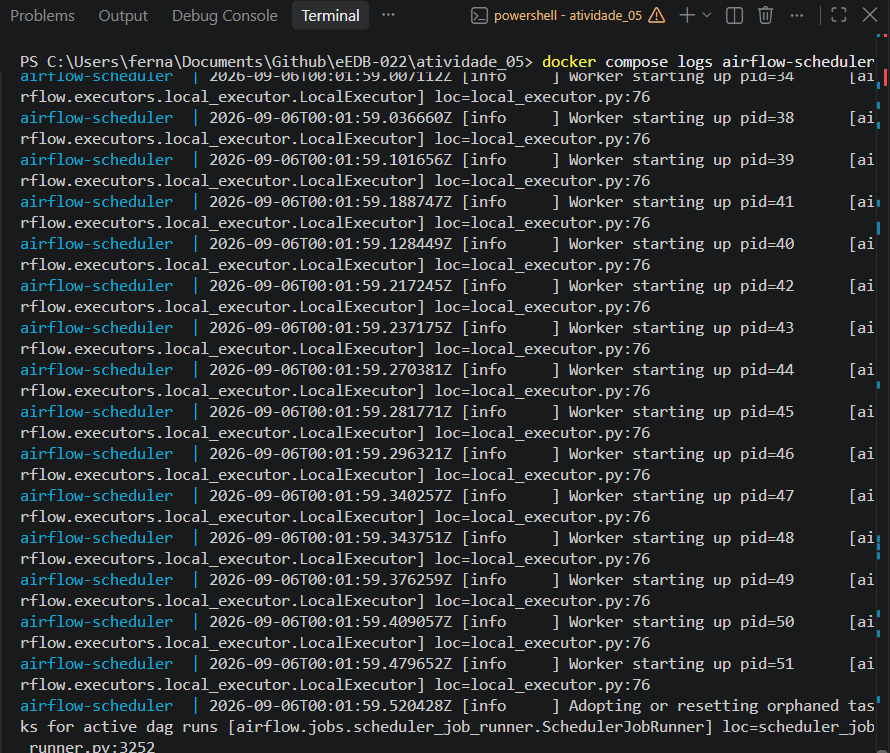 Problems Output Debug Console Terminal ... powershell - atividade_05
PS C:\Users\ferna\Documents\Github\eEDB-022\atividade_05> docker compose logs airflow-scheduler
airflow-scheduler | 2026-09-06T00:01:59.007112Z [info ] Worker starting up pid=34 [ai
rflow.executors.local_executor.LocalExecutor] loc=local_executor.py:76
airflow-scheduler | 2026-09-06T00:01:59.036660Z [info ] Worker starting up pid=38 [ai
rflow.executors.local_executor.LocalExecutor] loc=local_executor.py:76
airflow-scheduler | 2026-09-06T00:01:59.101656Z [info ] Worker starting up pid=39 [ai
rflow.executors.local_executor.LocalExecutor] loc=local_executor.py:76
airflow-scheduler | 2026-09-06T00:01:59.188747Z [info ] Worker starting up pid=41 [ai
rflow.executors.local_executor.LocalExecutor] loc=local_executor.py:76
airflow-scheduler | 2026-09-06T00:01:59.128449Z [info ] Worker starting up pid=40 [ai
rflow.executors.local_executor.LocalExecutor] loc=local_executor.py:76
airflow-scheduler | 2026-09-06T00:01:59.217245Z [info ] Worker starting up pid=42 [ai
rflow.executors.local_executor.LocalExecutor] loc=local_executor.py:76
airflow-scheduler | 2026-09-06T00:01:59.237175Z [info ] Worker starting up pid=43 [ai
rflow.executors.local_executor.LocalExecutor] loc=local_executor.py:76
airflow-scheduler | 2026-09-06T00:01:59.270381Z [info ] Worker starting up pid=44 [ai
rflow.executors.local_executor.LocalExecutor] loc=local_executor.py:76
airflow-scheduler | 2026-09-06T00:01:59.281771Z [info ] Worker starting up pid=45 [ai
rflow.executors.local_executor.LocalExecutor] loc=local_executor.py:76
airflow-scheduler | 2026-09-06T00:01:59.296321Z [info ] Worker starting up pid=46 [ai
rflow.executors.local_executor.LocalExecutor] loc=local_executor.py:76
airflow-scheduler | 2026-09-06T00:01:59.340257Z [info ] Worker starting up pid=47 [ai
rflow.executors.local_executor.LocalExecutor] loc=local_executor.py:76
airflow-scheduler | 2026-09-06T00:01:59.343751Z [info ] Worker starting up pid=48 [ai
rflow.executors.local_executor.LocalExecutor] loc=local_executor.py:76
airflow-scheduler | 2026-09-06T00:01:59.376259Z [info ] Worker starting up pid=49 [ai
rflow.executors.local_executor.LocalExecutor] loc=local_executor.py:76
airflow-scheduler | 2026-09-06T00:01:59.409057Z [info ] Worker starting up pid=50 [ai
rflow.executors.local_executor.LocalExecutor] loc=local_executor.py:76
airflow-scheduler | 2026-09-06T00:01:59.479652Z [info ] Worker starting up pid=51 [ai
rflow.executors.local_executor.LocalExecutor] loc=local_executor.py:76
airflow-scheduler | 2026-09-06T00:01:59.520428Z [info ] Adopting or resetting orphaned tas
ks for active dag runs [airflow.jobs.scheduler_job_runner.SchedulerJobRunner] loc=scheduler_job
_runner.py:3252